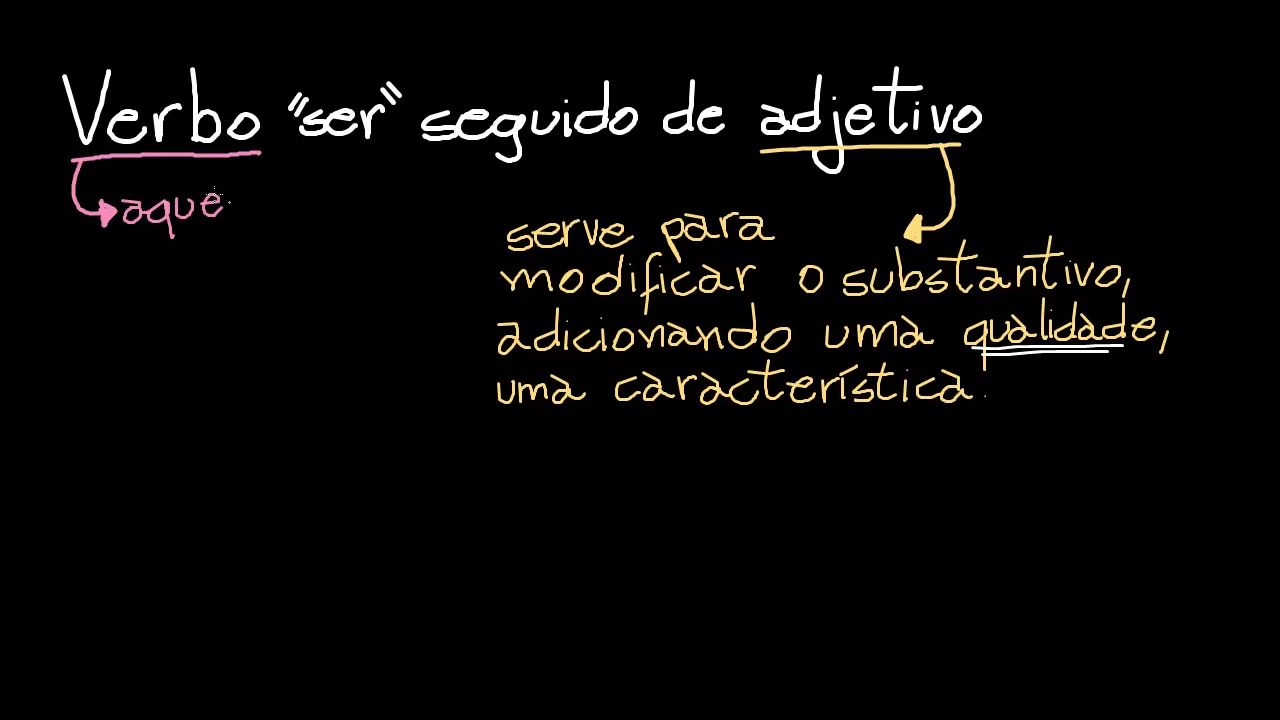 Verbo "ser" seguido de adjetivo
aque
serve para
modificar o substantivo,
adicionando uma qualidade,
uma característica.